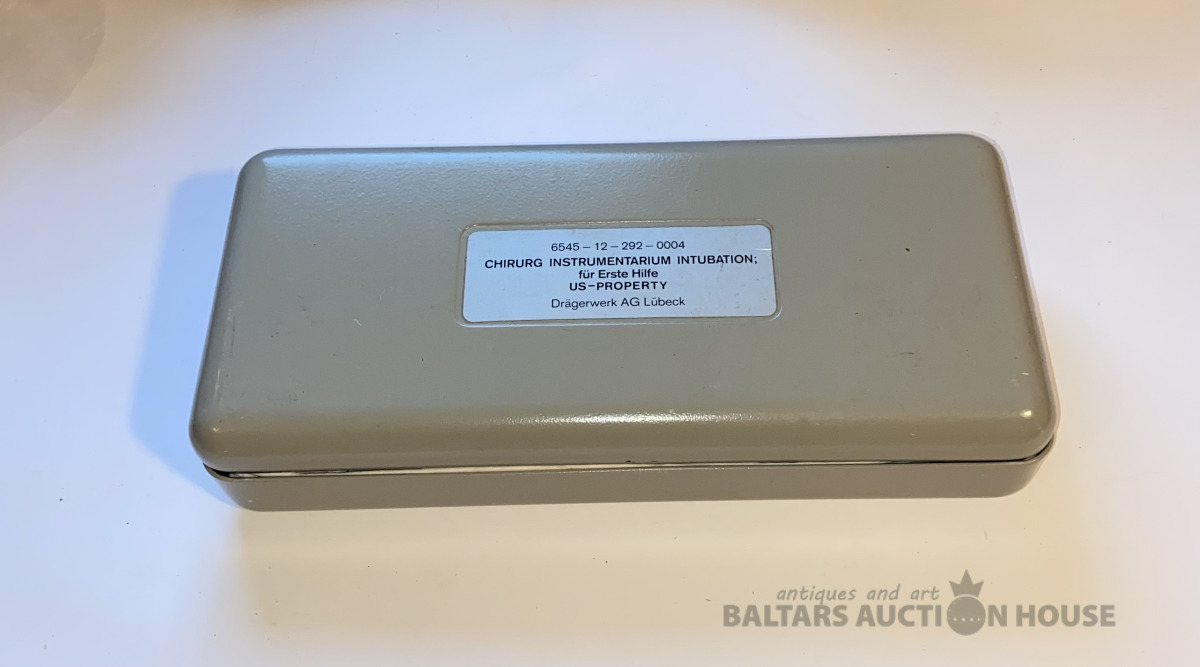 6545 – 12 – 292 – 0004
CHIRURG INSTRUMENTARIUM INTUBATION;
für Erste Hilfe
US-PROPERTY
Drägerwerk AG Lübeck
antiques and art
BALTARS AUCTION HOUSE